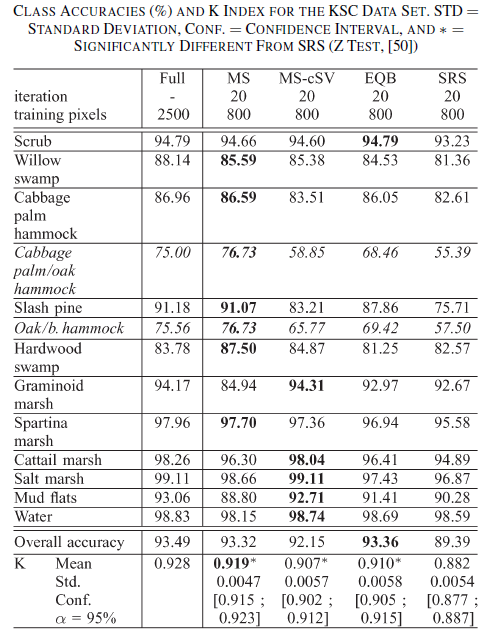 CLASS ACCURACIES (%) AND K INDEX FOR THE KSC DATA SET. STD =
STANDARD DEVIATION, CONF. = CONFIDENCE INTERVAL, AND ∗ =
SIGNIFICANTLY DIFFERENT FROM SRS (Z TEST, [50])
Full MS MS-cSV EQB SRS
iteration - 20 20 20 20
training pixels 2500 800 800 800 800
Scrub 94.79 94.66 94.60 94.79 93.23
Willow 88.14 85.59 85.38 84.53 81.36
swamp
Cabbage 86.96 86.59 83.51 86.05 82.61
palm
hammock
Cabbage 75.00 76.73 58.85 68.46 55.39
palm/oak
hammock
Slash pine 91.18 91.07 83.21 87.86 75.71
Oak/b. hammock 75.56 76.73 65.77 69.42 57.50
Hardwood 83.78 87.50 84.87 81.25 82.57
swamp
Graminoid 94.17 84.94 94.31 92.97 92.67
marsh
Spartina 97.96 97.70 97.36 96.94 95.58
marsh
Cattail marsh 98.26 96.30 98.04 96.41 94.89
Salt marsh 99.11 98.66 99.11 97.43 96.87
Mud flats 93.06 88.80 92.71 91.41 90.28
Water 98.83 98.15 98.74 98.69 98.59
Overall accuracy 93.49 93.32 92.15 93.36 89.39
K Mean 0.928 0.919* 0.907* 0.910* 0.882
Std. 0.0047 0.0057 0.0058 0.0054
Conf. [0.915 ; [0.902 ; [0.905 ; [0.877 ;
α = 95% 0.923] 0.912] 0.915] 0.887]